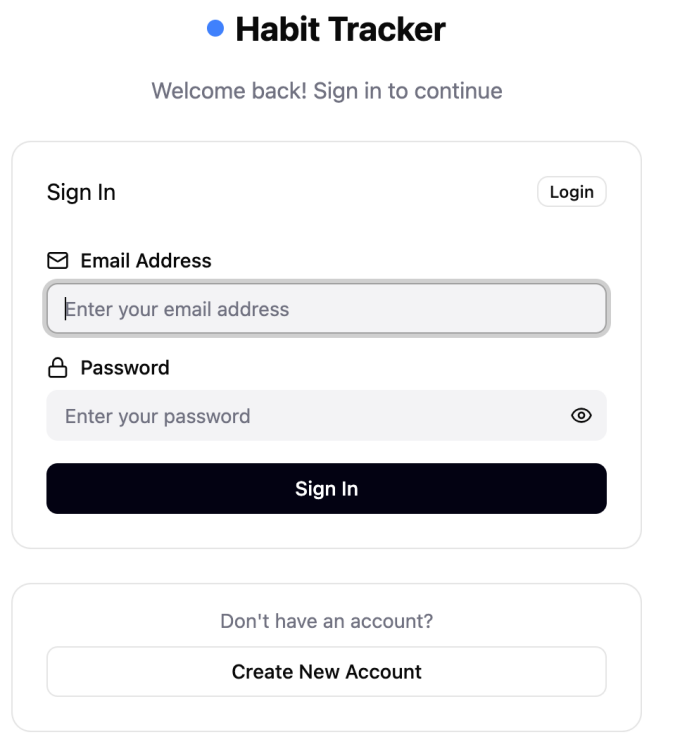 Habit Tracker
Welcome back! Sign in to continue
Sign In
Login
Email Address
Enter your email address
Password
Enter your password
Sign In
Don't have an account?
Create New Account